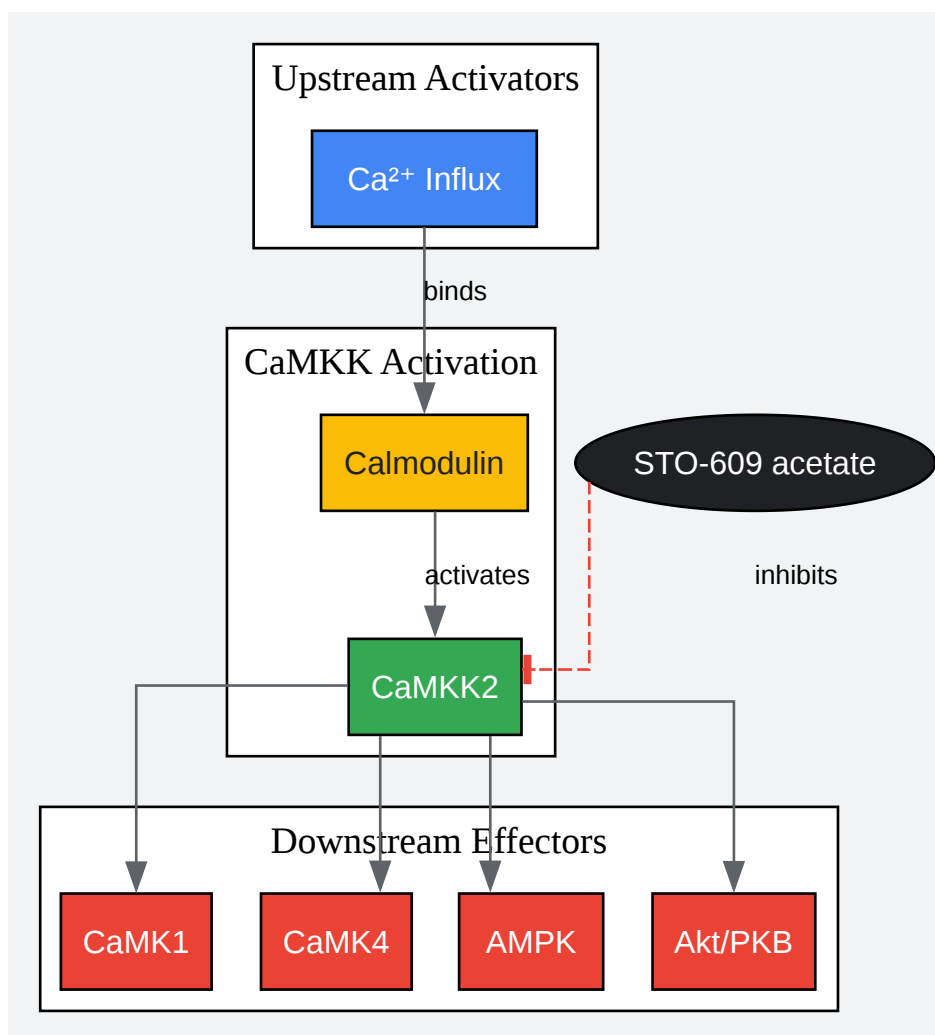 Upstream Activators
Ca²⁺ Influx
binds
CaMKK Activation
Calmodulin
STO-609 acetate
activates
inhibits
CaMKK2
Downstream Effectors
CaMK1
CaMK4
AMPK
Akt/PKB